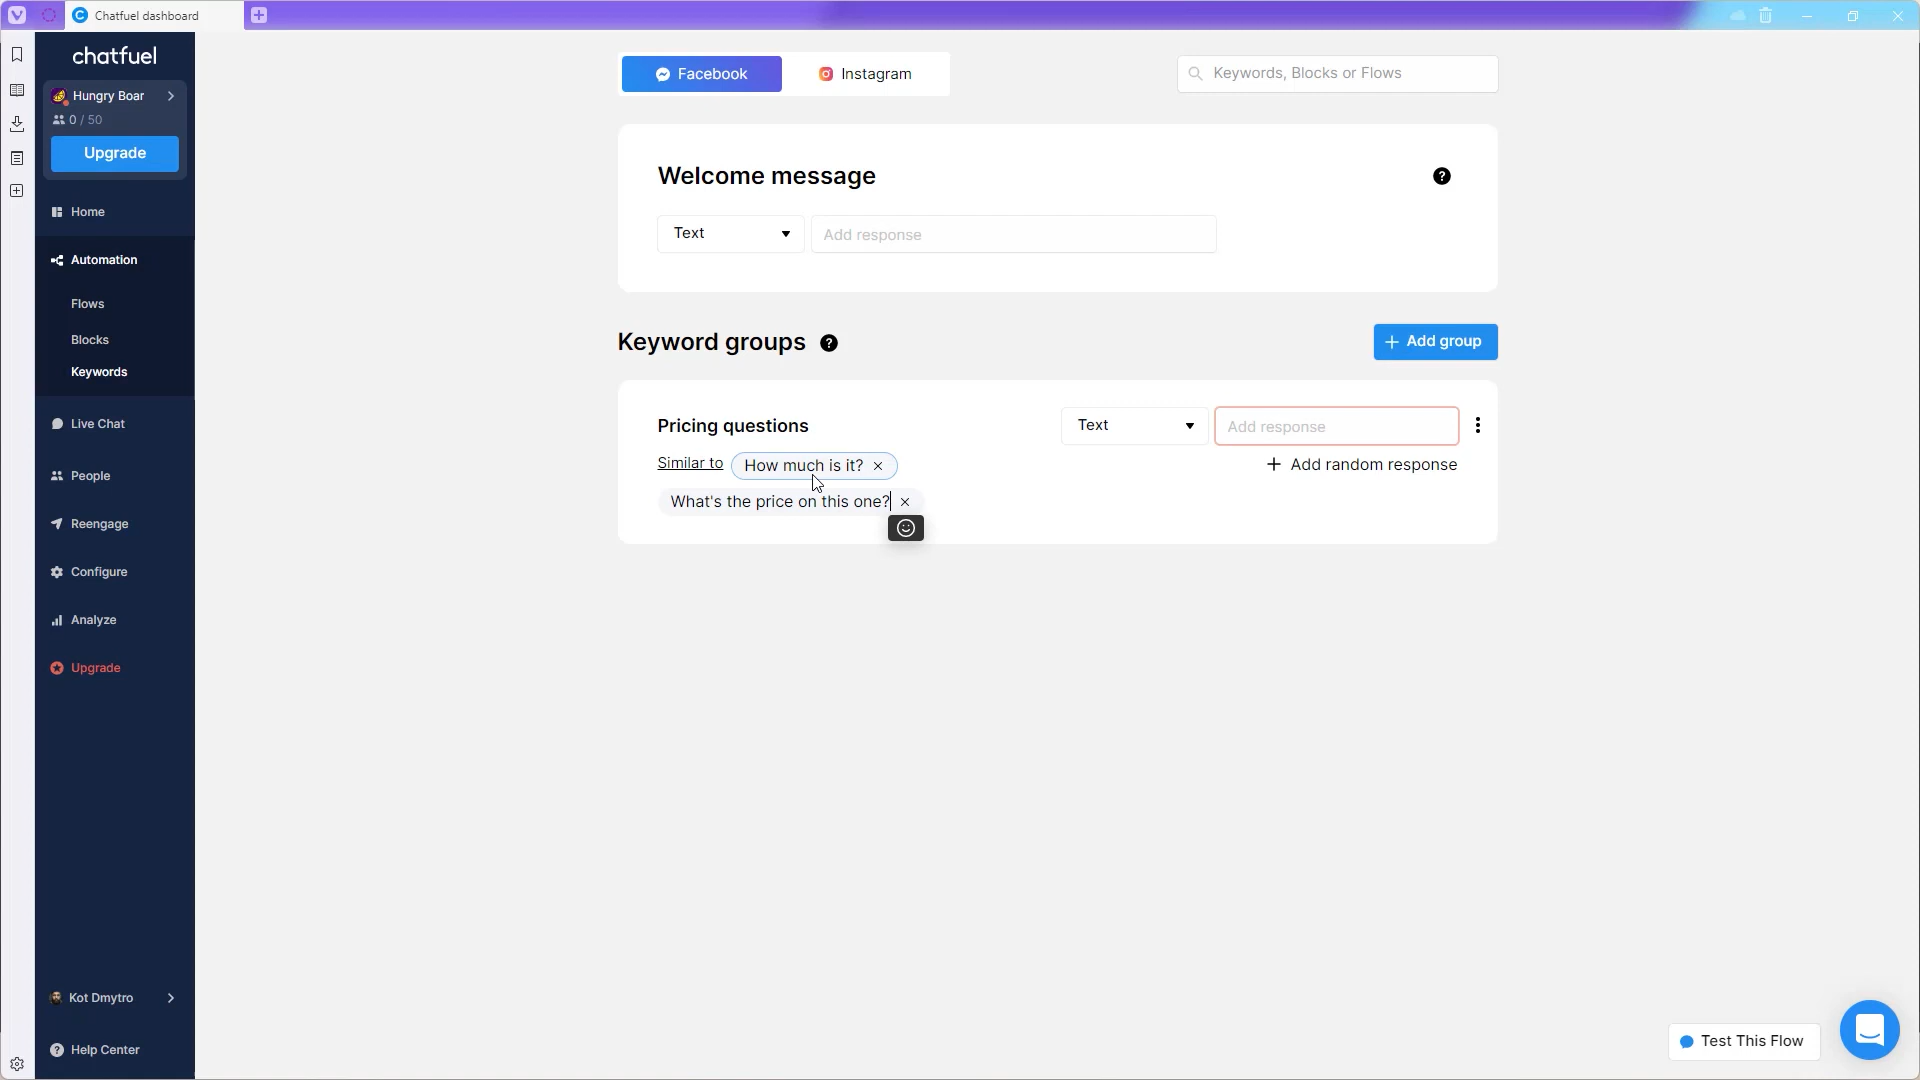 Chatfuel dashboard
chatfuel
Hungry Boar
0 / 50
Upgrade
Home
Automation
Flows
Blocks
Keywords
Live Chat
People
Reengage
Configure
Analyze
Upgrade
Kot Dmytro
Help Center
Facebook
Instagram
Keywords, Blocks or Flows
Welcome message
Text
Add response
Keyword groups
Add group
Pricing questions
Text
Add response
Similar to
How much is it?
Add random response
What's the price on this one?
Test This Flow